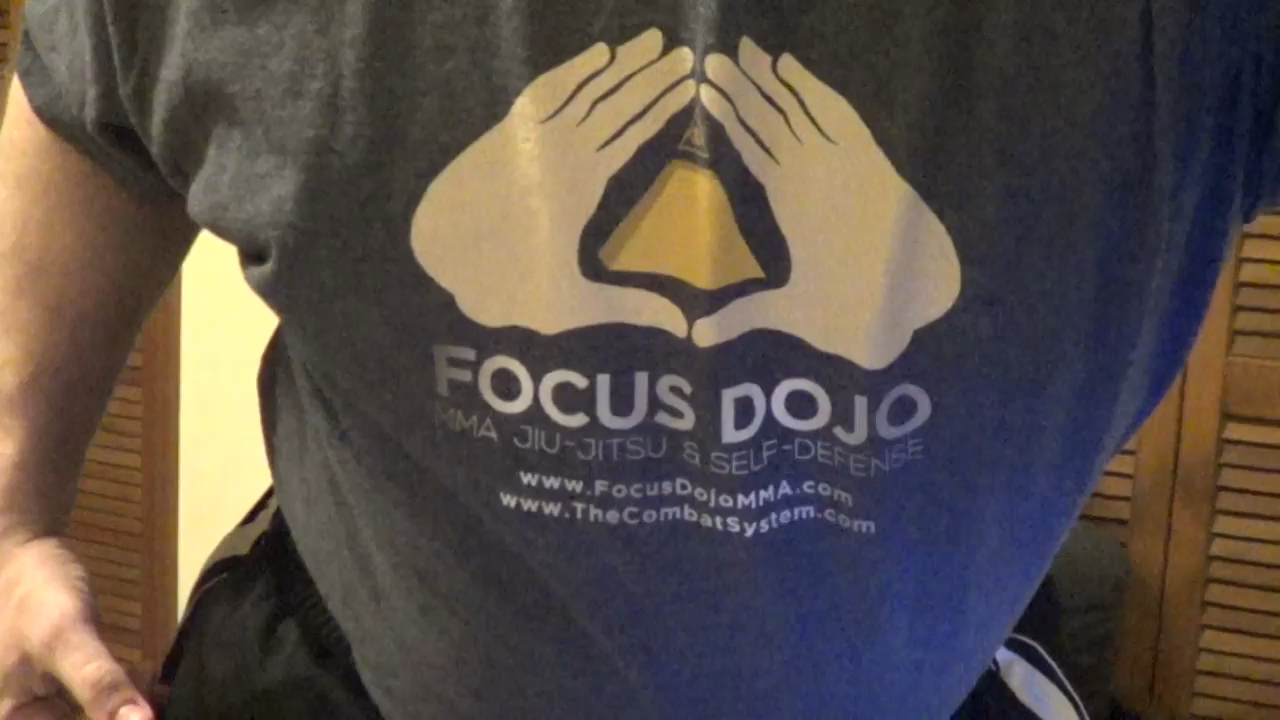 FOCUS DOJO
MMA JIU-JITSU & SELF-DEFENSE
www.FocusDojoMMA.com
www.TheCombatSystem.com